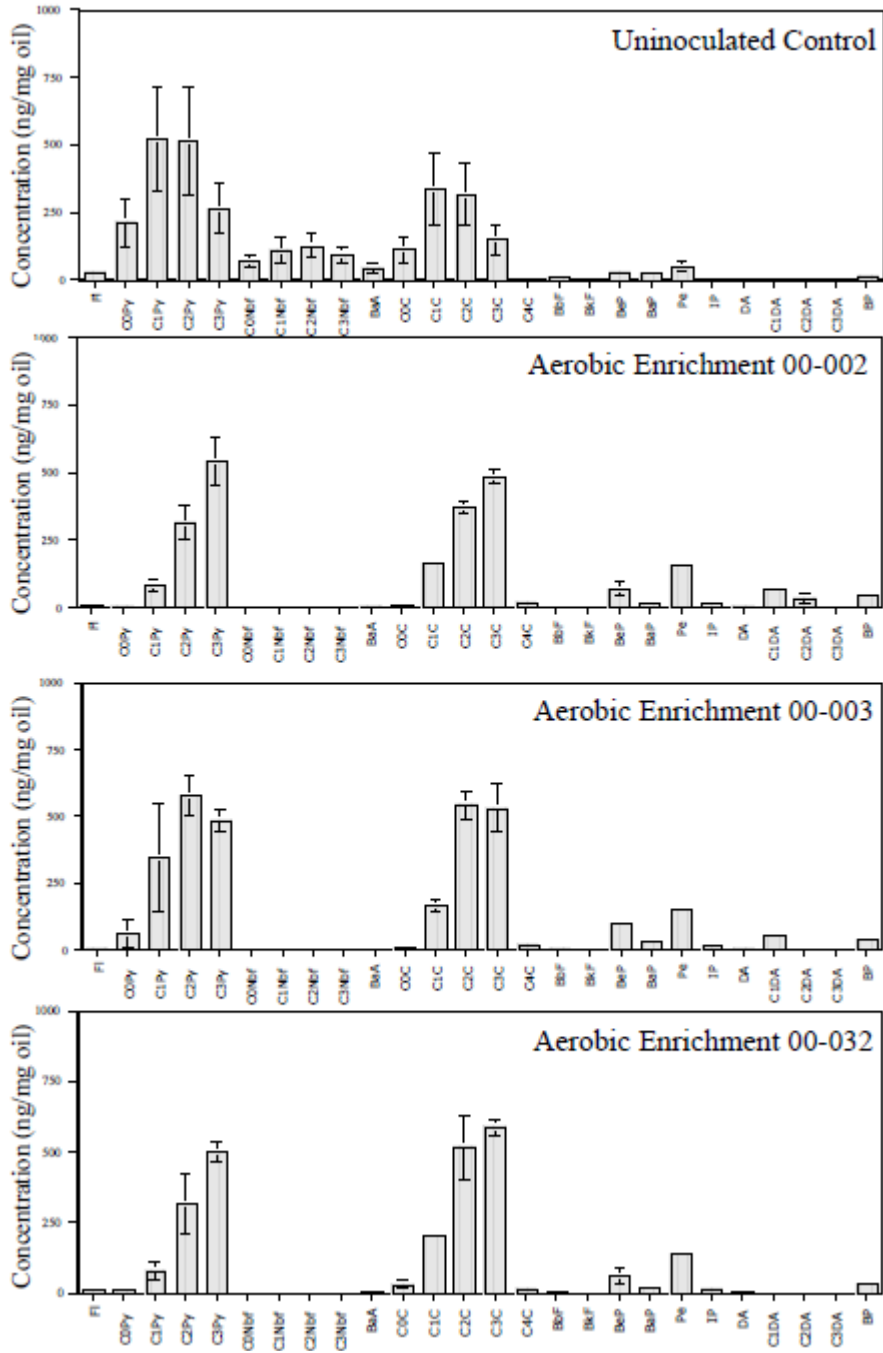 Uninoculated Control
Concentration (ng/mg oil)
1000
750
500
250
0
Fl C0Py C1Py C2Py C3Py C0Nbf C1Nbf C2Nbf C3Nbf BaA C0C C1C C2C C3C C4C BbF BkF BeP BaP Pe IP DA C1DA C2DA C3DA BP
Aerobic Enrichment 00-002
Concentration (ng/mg oil)
1000
750
500
250
0
Fl C0Py C1Py C2Py C3Py C0Nbf C1Nbf C2Nbf C3Nbf BaA C0C C1C C2C C3C C4C BbF BkF BeP BaP Pe IP DA C1DA C2DA C3DA BP
Aerobic Enrichment 00-003
Concentration (ng/mg oil)
1000
750
500
250
0
Fl C0Py C1Py C2Py C3Py C0Nbf C1Nbf C2Nbf C3Nbf BaA C0C C1C C2C C3C C4C BbF BkF BeP BaP Pe IP DA C1DA C2DA C3DA BP
Aerobic Enrichment 00-032
Concentration (ng/mg oil)
1000
750
500
250
0
Fl C0Py C1Py C2Py C3Py C0Nbf C1Nbf C2Nbf C3Nbf BaA C0C C1C C2C C3C C4C BbF BkF BeP BaP Pe IP DA C1DA C2DA C3DA BP